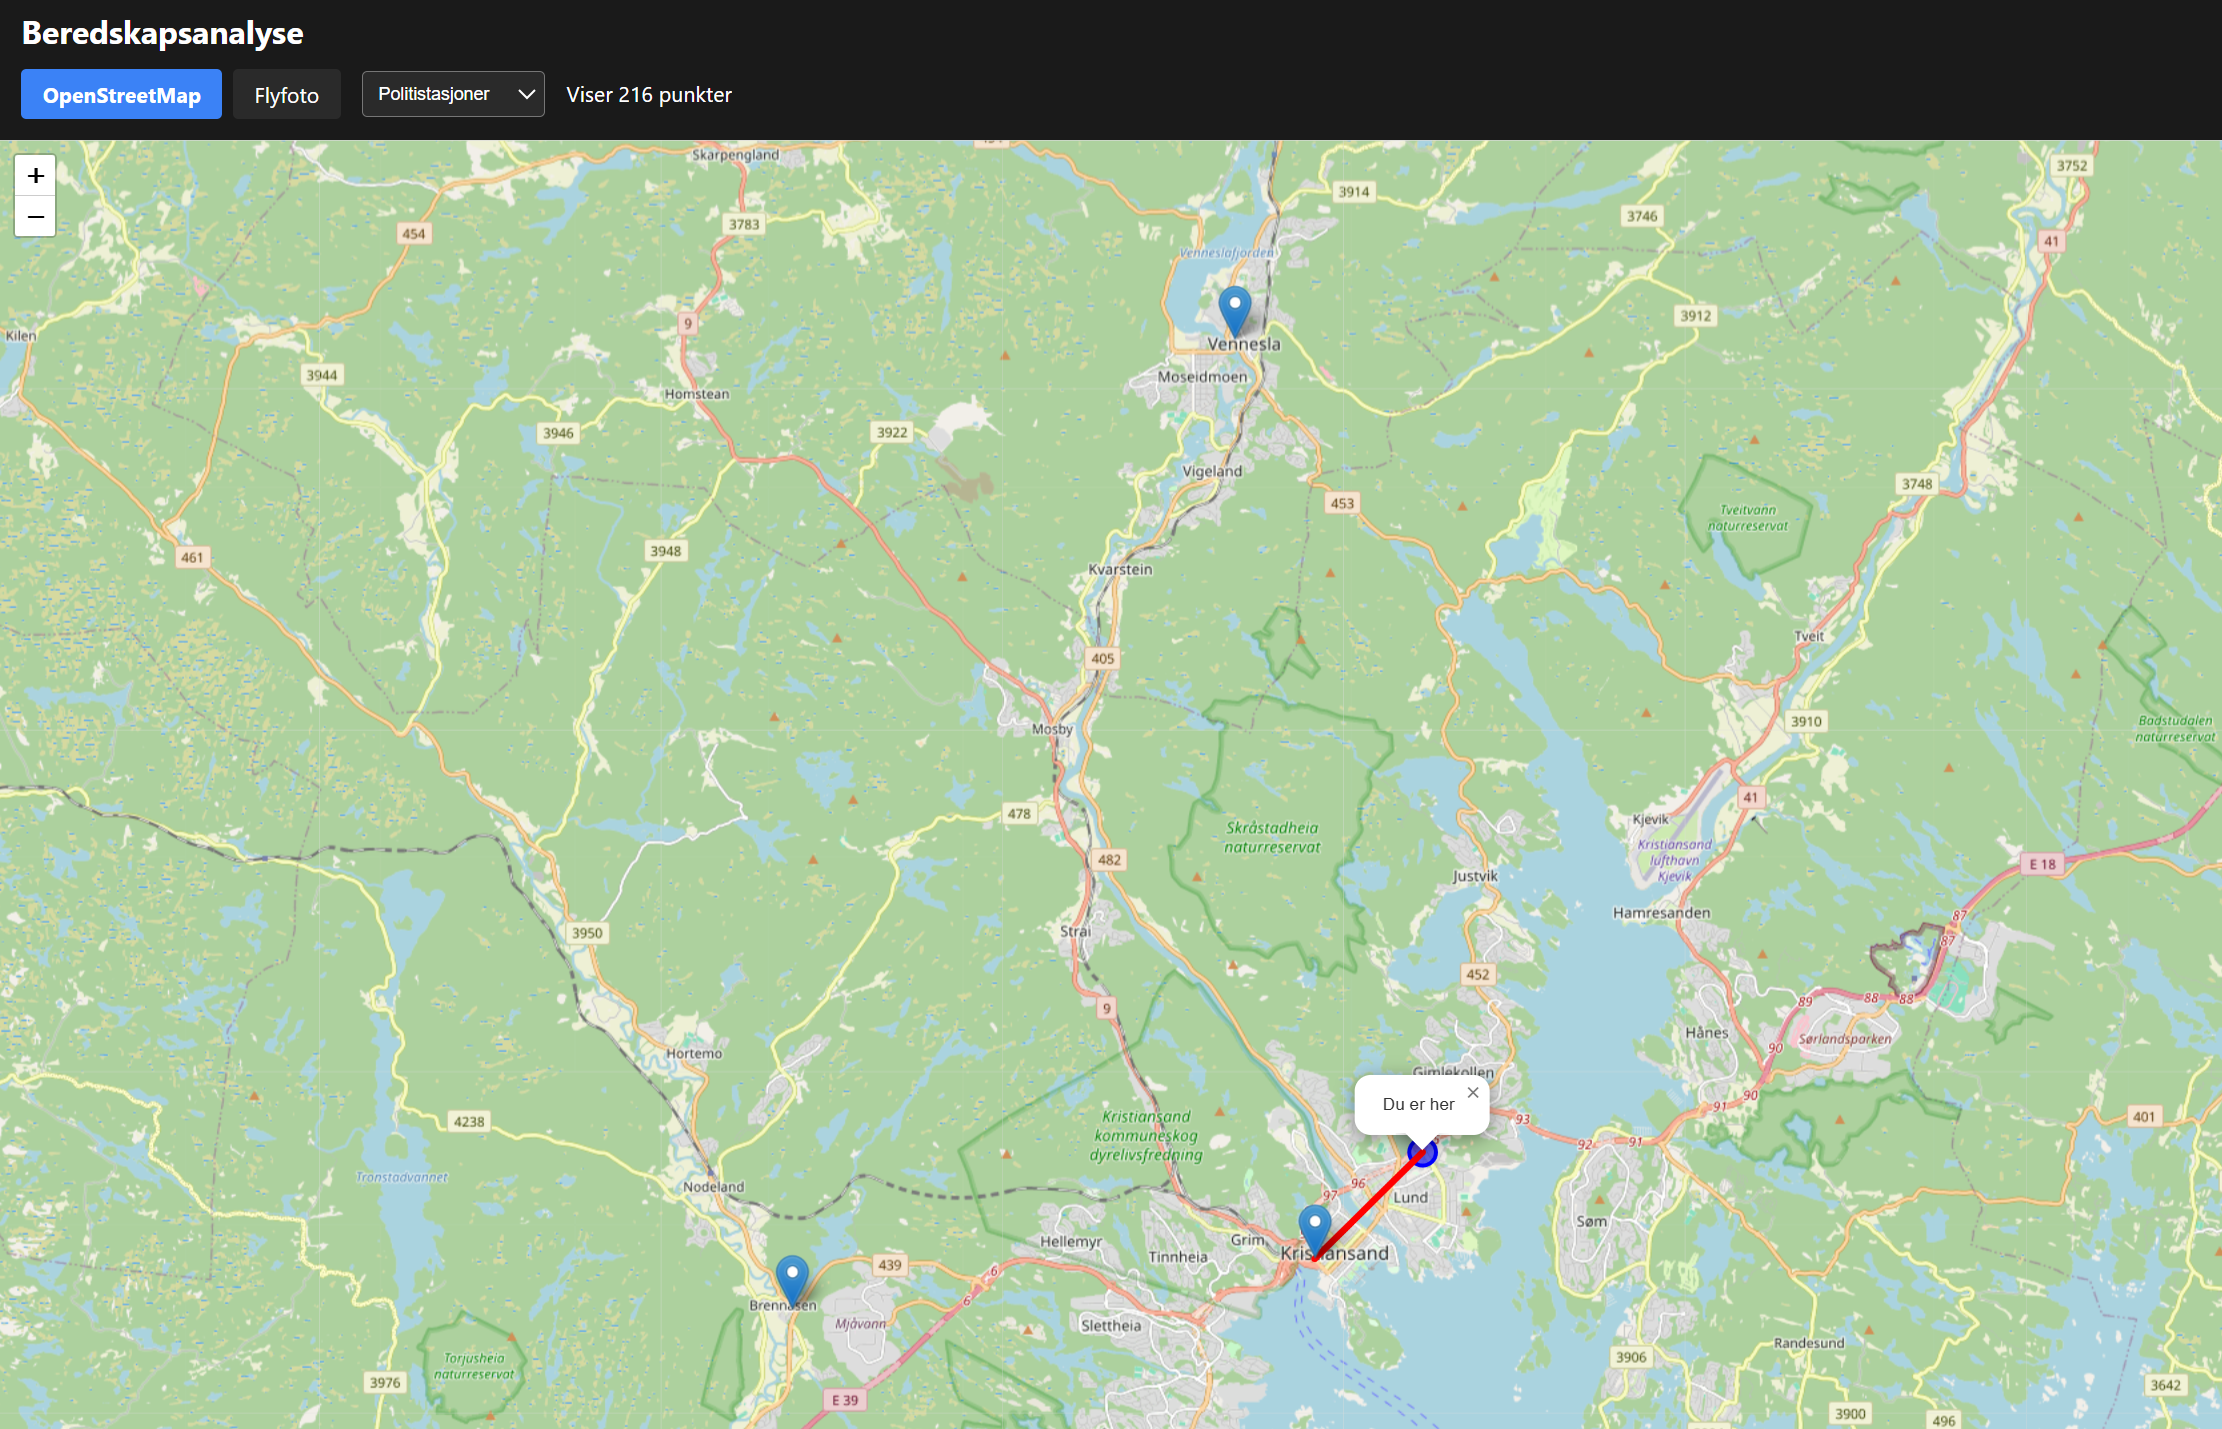 Beredskapsanalyse
OpenStreetMap
Flyfoto
Politistasjoner
Viser 216 punkter
+
−
Skarpengland
3752
3914
3746
3783
454
41
Venneslafjorden
3912
9
Kilen
Vennesla
3944
Moseidmoen
Homstean
3946
3922
Vigeland
3748
453
Tveitvann
naturreservat
461
3948
Kvarstein
Tveit
405
3910
Mosby
Badstudalen
naturreservat
41
478
Kjevik
Skråstadheia
naturreservat
Kristiansand
lufthavn
Kjevik
482
E 18
Justvik
Hamresanden
87
3950
Strai
87
452
89
88
88
9
Hånes
Sørlandsparken
90
Hortemo
Gimlekollen
90
Du er her
×
91
Kristiansand
kommuneskog
dyrelivsfredning
401
4238
93
92
91
Tronstadvannet
96
Nodeland
97
Lund
Søm
Hellemyr
Grim
Tinnheia
Kristiansand
439
6
6
Brennåsen
Mjåvann
Slettheia
Randesund
3906
Torjusheia
naturreservat
3976
3642
E 39
3900
496